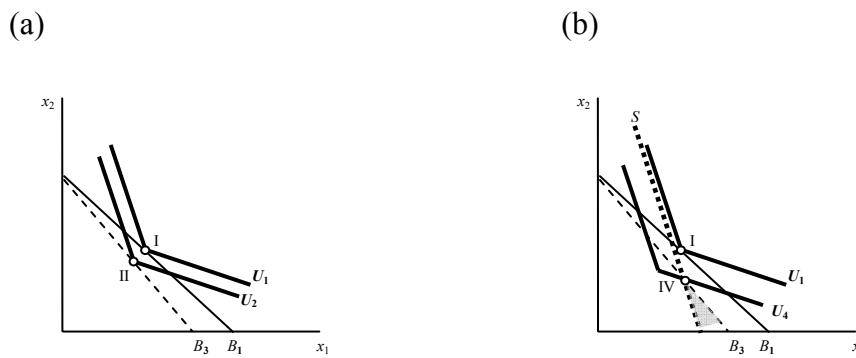 (a)
(b)
x₂
I
II
U₁
U₂
B₃
B₁
x₁
x₂
S
I
IV
U₁
U₄
B₃
B₁
x